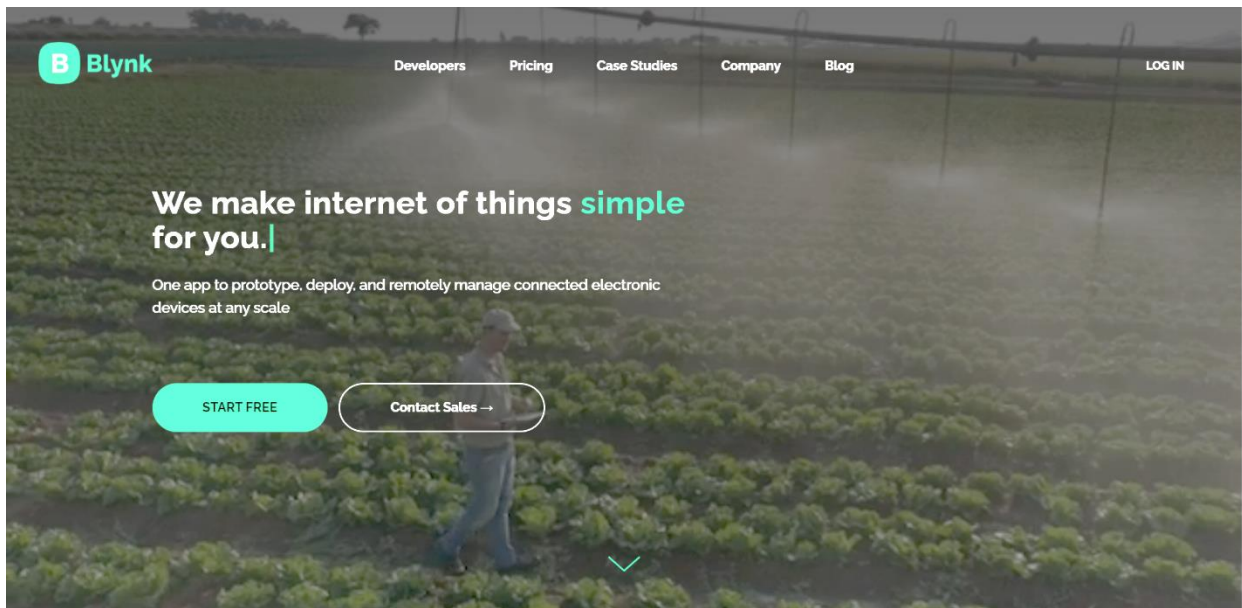 B Blynk
Developers
Pricing
Case Studies
Company
Blog
LOG IN
We make internet of things simple
for you.
One app to prototype, deploy, and remotely manage connected electronic
devices at any scale
START FREE
Contact Sales →